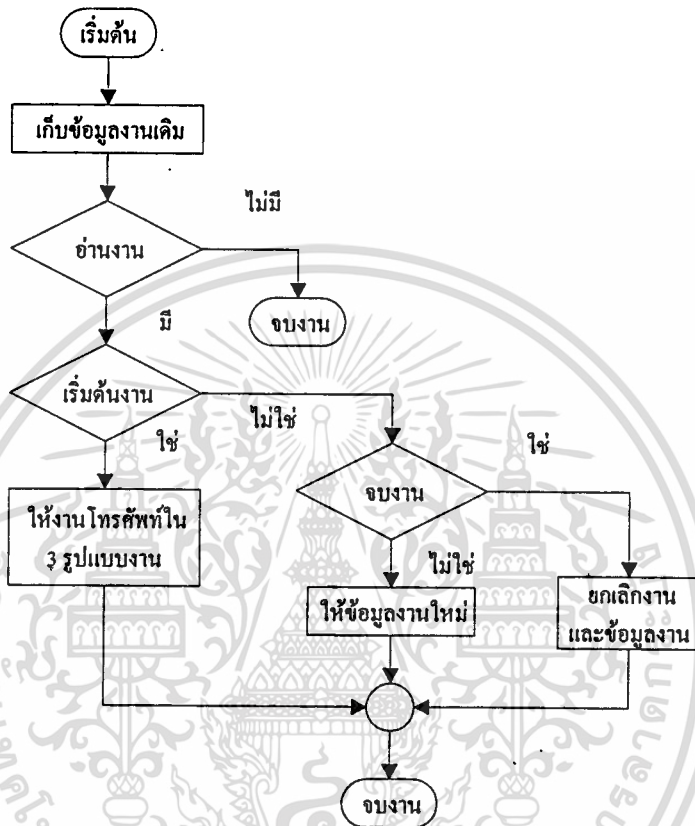 เริ่มต้น
เก็บข้อมูลงานเดิม
ไม่มี
อ่านงาน
จบงาน
มี
เริ่มต้นงาน
ไม่ใช่
ใช่
ใช่
จบงาน
ให้งานโทรศัพท์ใน
3 รูปแบบงาน
ไม่ใช่
ให้ข้อมูลงานใหม่
ยกเลิกงาน
และข้อมูลงาน
จบงาน